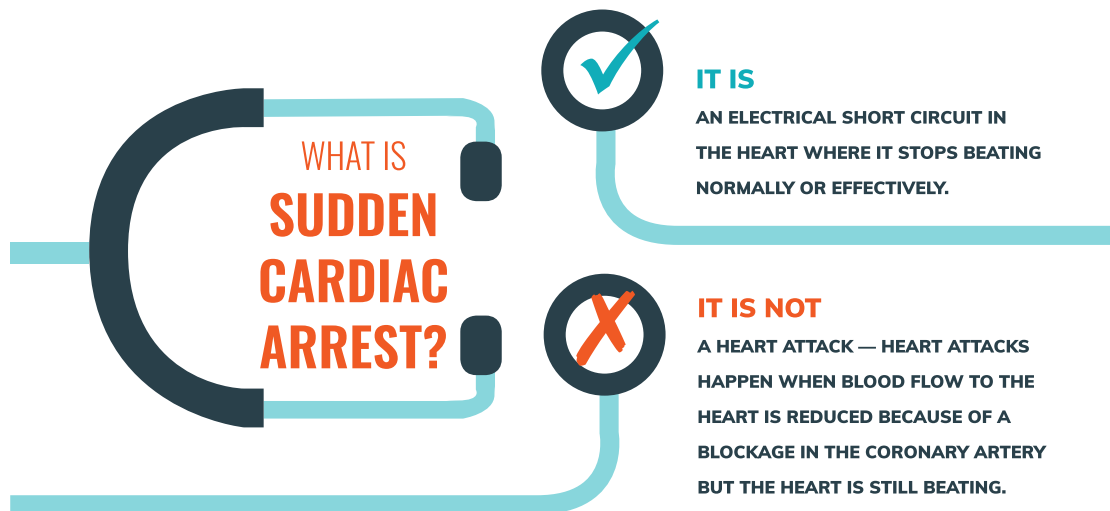 WHAT IS
SUDDEN
CARDIAC
ARREST?
IT IS
AN ELECTRICAL SHORT CIRCUIT IN
THE HEART WHERE IT STOPS BEATING
NORMALLY OR EFFECTIVELY.
IT IS NOT
A HEART ATTACK — HEART ATTACKS
HAPPEN WHEN BLOOD FLOW TO THE
HEART IS REDUCED BECAUSE OF A
BLOCKAGE IN THE CORONARY ARTERY
BUT THE HEART IS STILL BEATING.